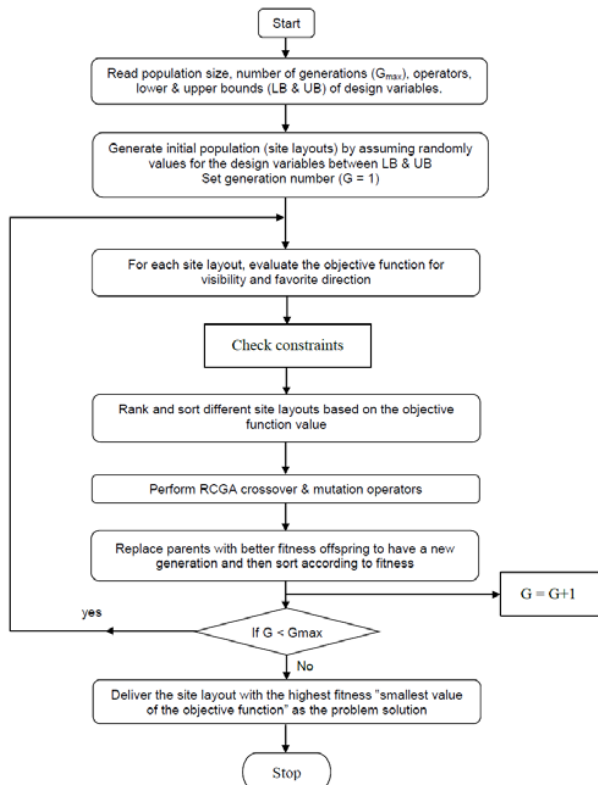 Start
Read population size, number of generations (Gmax), operators,
lower & upper bounds (LB & UB) of design variables.
Generate initial population (site layouts) by assuming randomly
values for the design variables between LB & UB
Set generation number (G = 1)
For each site layout, evaluate the objective function for
visibility and favorite direction
Check constraints
Rank and sort different site layouts based on the objective
function value
Perform RCGA crossover & mutation operators
Replace parents with better fitness offspring to have a new
generation and then sort according to fitness
G = G+1
yes
If G < Gmax
No
Deliver the site layout with the highest fitness "smallest value
of the objective function" as the problem solution
Stop